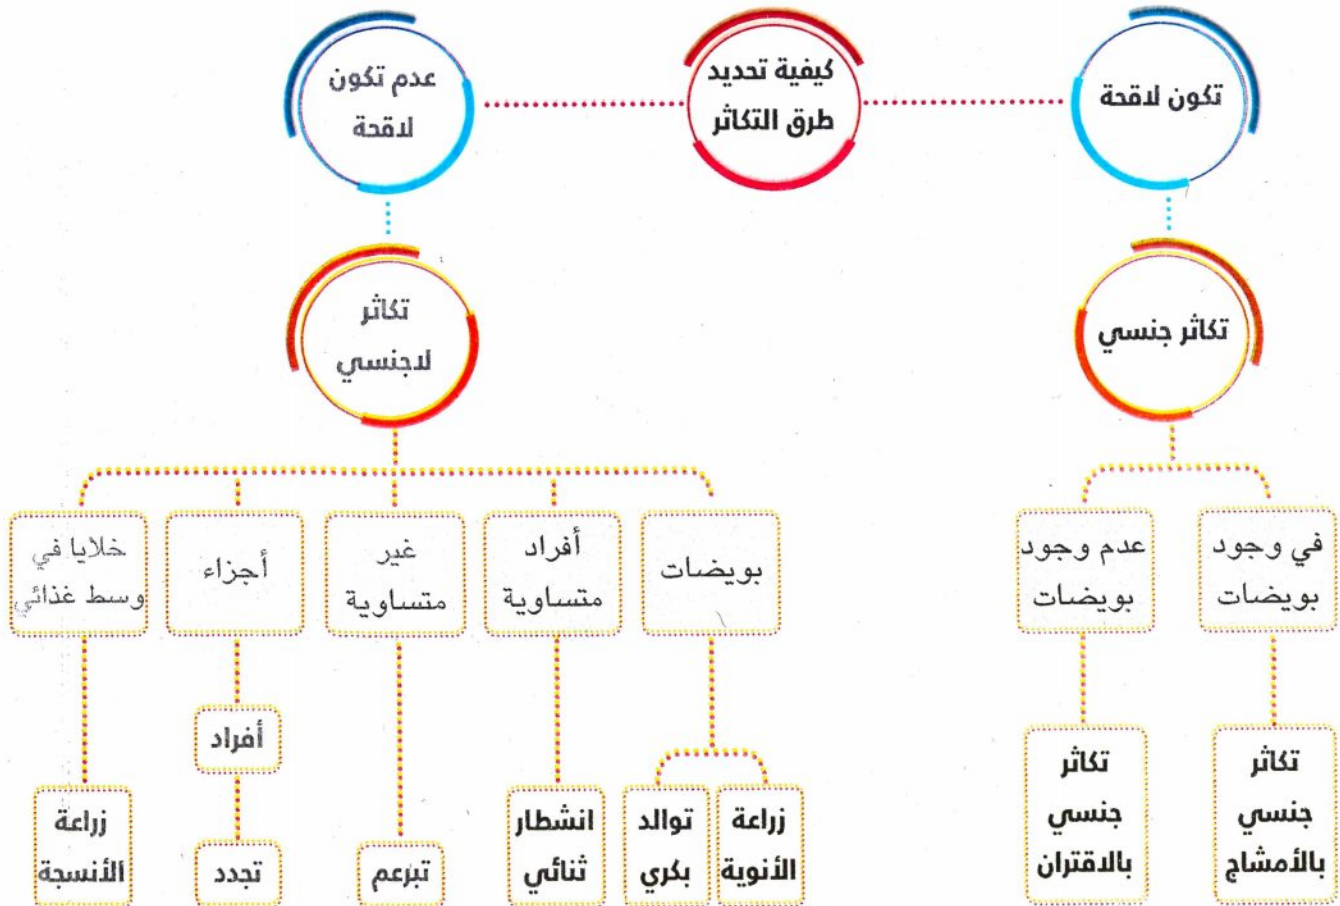 تكون لاقحة
كيفية تحديد
طرق التكاثر
عدم تكون
لاقحة
تكاثر جنسي
تكاثر
لاجنسي
في وجود
بويضات
عدم وجود
بويضات
بويضات
أفراد
متساوية
غير
متساوية
أجزاء
خلايا في
وسط غذائي
أفراد
تكاثر
جنسي
بالأمشاج
تكاثر
جنسي
بالاقتران
زراعة
الأنوية
توالد
بكري
انشطار
ثنائي
تبرعم
تجدد
زراعة
الأنسجة